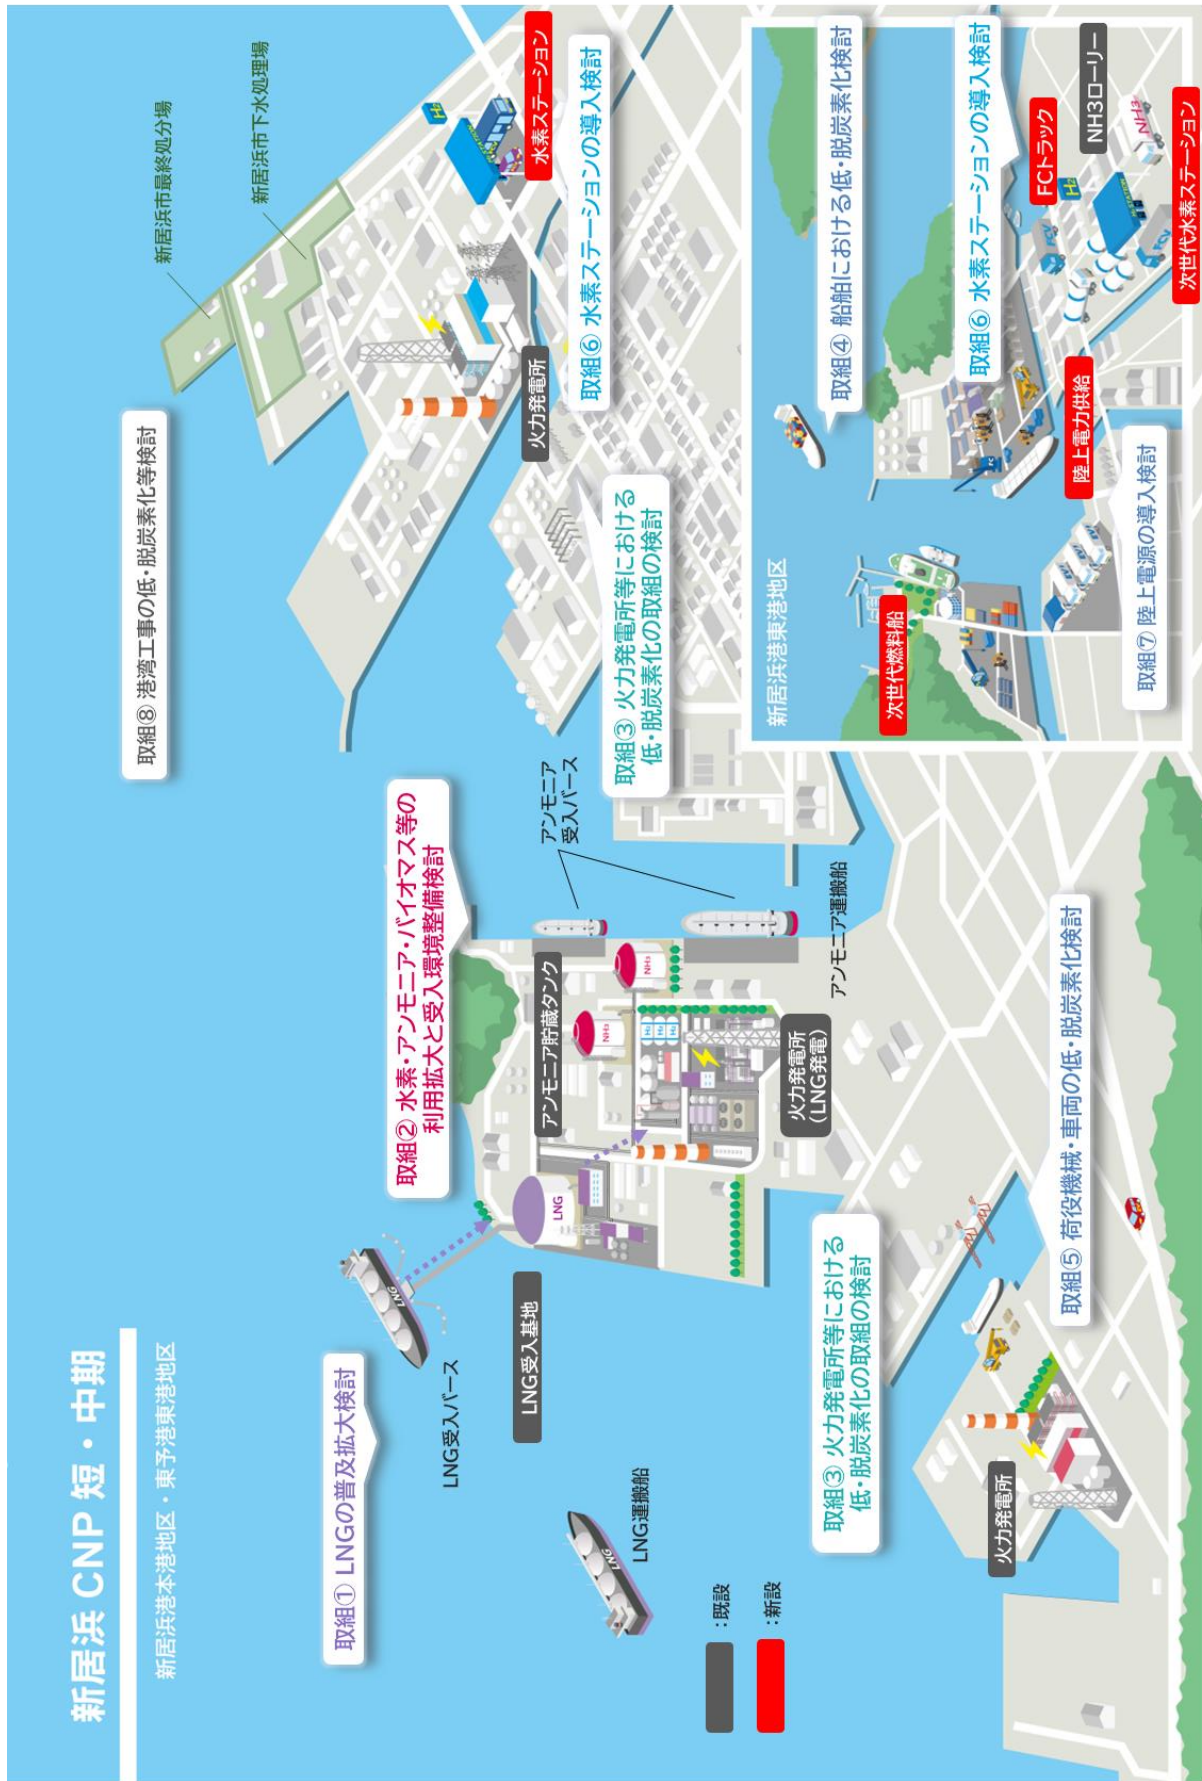 新居浜 CNP 短・中期
新居浜港本港地区・東予港東港地区
取組⑧ 港湾工事の低・脱炭素化等検討
新居浜市最終処分場
新居浜市下水処理場
取組① LNGの普及拡大検討
LNG
LNG受入バース
取組② 水素・アンモニア・バイオマス等の
利用拡大と受入環境整備検討
LNG受入基地
LNG
アンモニア貯蔵タンク
NH3
NH3
H2
H2
H2
アンモニア
受入バース
アンモニア運搬船
火力発電所
(LNG発電)
LNG
LNG運搬船
取組③ 火力発電所等における
低・脱炭素化の取組の検討
火力発電所
H2
水素ステーション
取組⑥ 水素ステーションの導入検討
取組③ 火力発電所等における
低・脱炭素化の取組の検討
火力発電所
取組⑤ 荷役機械・車両の低・脱炭素化検討
:既設
:新設
新居浜港東港地区
取組④ 船舶における低・脱炭素化検討
次世代燃料船
取組⑥ 水素ステーションの導入検討
FCトラック
H2
NH3ローリー
NH3
FCV
FCV
陸上電力供給
EV
EV
EV
取組⑦ 陸上電源の導入検討
次世代水素ステーション